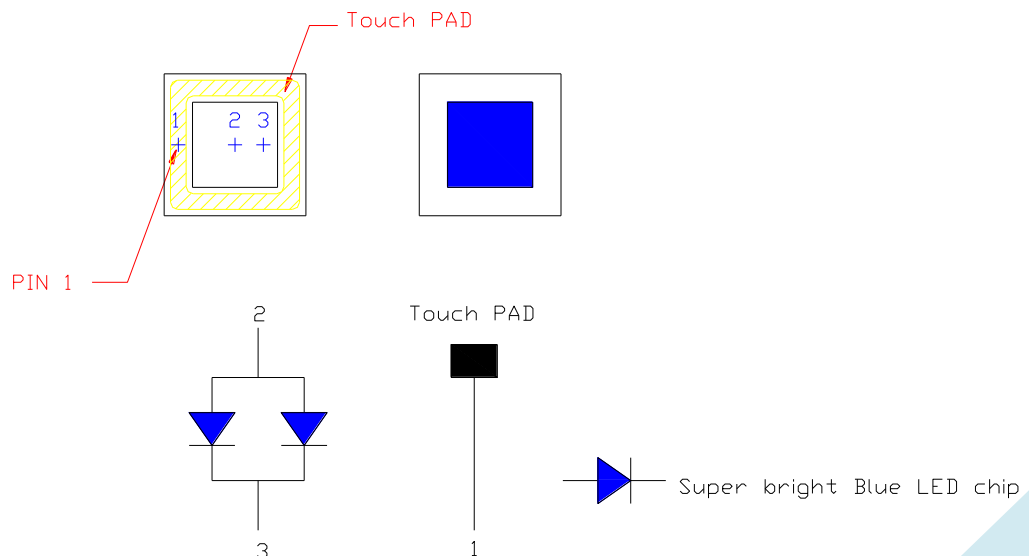 Touch PAD
1 2 3
PIN 1
2
Touch PAD
Super bright Blue LED chip
3
1